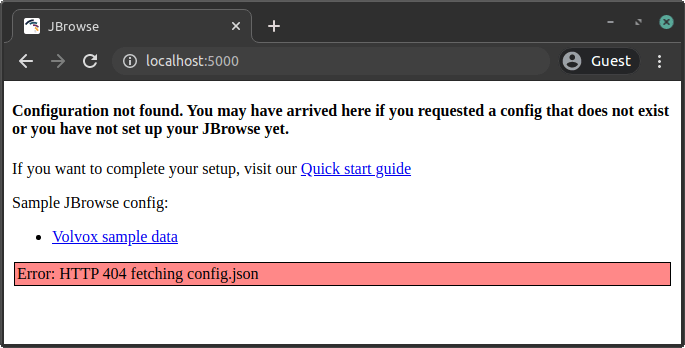 JBrowse
localhost:5000
Guest
Configuration not found. You may have arrived here if you requested a config that does not exist
or you have not set up your JBrowse yet.
If you want to complete your setup, visit our Quick start guide
Sample JBrowse config:
Volvox sample data
Error: HTTP 404 fetching config.json